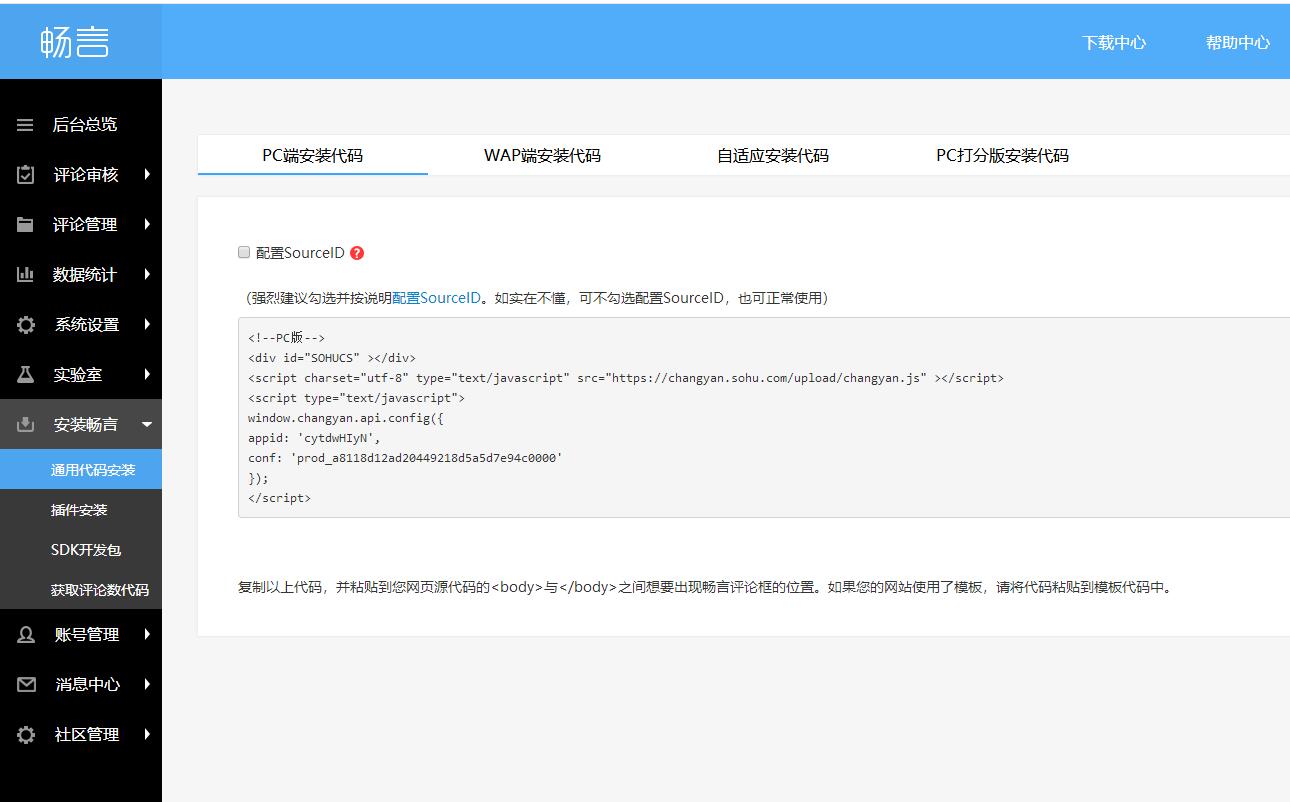 畅言
下载中心
帮助中心
后台总览
评论审核
评论管理
数据统计
系统设置
实验室
安装畅言
通用代码安装
插件安装
SDK开发包
获取评论数代码
账号管理
消息中心
社区管理
PC端安装代码
WAP端安装代码
自适应安装代码
PC打分版安装代码
配置SourceID ?
（强烈建议勾选并按说明配置SourceID。如实在不懂，可不勾选配置SourceID，也可正常使用）
<!--PC版-->
<div id="SOHUCS" ></div>
<script charset="utf-8" type="text/javascript" src="https://changyan.sohu.com/upload/changyan.js" ></script>
<script type="text/javascript">
window.changyan.api.config({
appid: 'cytdwHIyN',
conf: 'prod_a8118d12ad20449218d5a5d7e94c0000'
});
</script>
复制以上代码，并粘贴到您网页源代码的<body>与</body>之间想要出现畅言评论框的位置。如果您的网站使用了模板，请将代码粘贴到模板代码中。